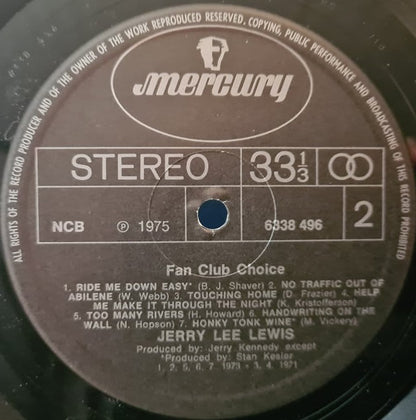 ALL RIGHTS OF THE RECORD PRODUCER AND OF THE OWNER OF THE WORK REPRODUCED RESERVED. COPYING, PUBLIC PERFORMANCE AND BROADCASTING OF THIS RECORD PROHIBITED
mercury
STEREO 33⅓
2
NCB ℗ 1975 6338 496
Fan Club Choice
1. RIDE ME DOWN EASY* (B. J. Shaver) 2. NO TRAFFIC OUT OF
ABILENE (W. Webb) 3. TOUCHING HOME (D. Frazier) 4. HELP
ME MAKE IT THROUGH THE NIGHT (K. Kristofferson)
5. TOO MANY RIVERS (H. Howard) 6. HANDWRITING ON THE
WALL (N. Hopson) 7. HONKY TONK WINE* (M. Vickery)
JERRY LEE LEWIS
Produced by: Jerry Kennedy except
*Produced by: Stan Kesler
1, 2, 5, 6, 7 1973 - 3, 4 1971